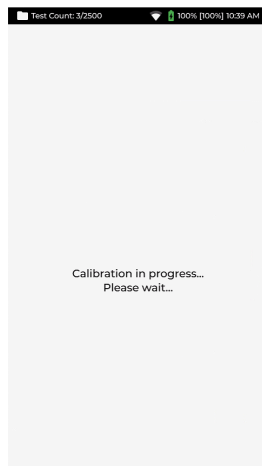 Test Count: 3/2500 100% [100%] 10:39 AM
Calibration in progress...
Please wait...